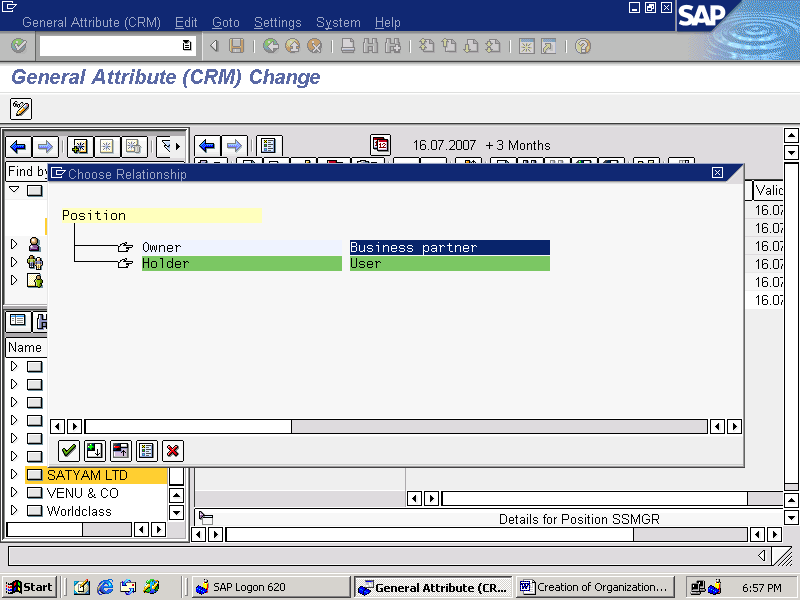 General Attribute (CRM) Edit Goto Settings System Help
SAP
General Attribute (CRM) Change
12 16.07.2007 + 3 Months
Find by
Choose Relationship
Valid
Position
16.07
16.07
Owner Business partner 16.07
Holder User 16.07
16.07
16.07
Name
SATYAM LTD
VENU & CO
Worldclass
Details for Position SSMGR
Start SAP Logon 620 General Attribute (CR... Creation of Organization... 6:57 PM